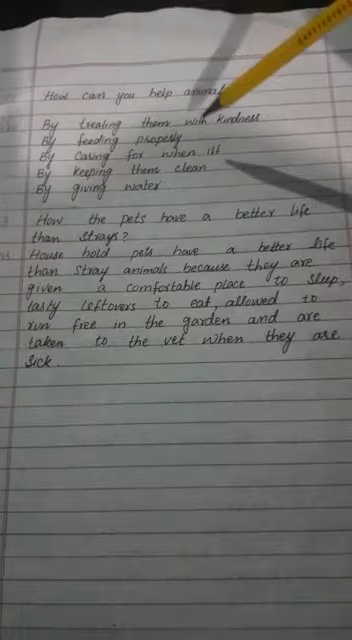 How can you help animal
By treating them with kindness
By feeding properly
By caring for when ill
By keeping them clean
By giving water
How the pets have a better life
than strays?
House hold pets have a better life
than stray animals because they are
given a comfortable place to sleep,
tasty leftovers to eat, allowed to
run free in the garden and are
taken to the vet when they are
sick.